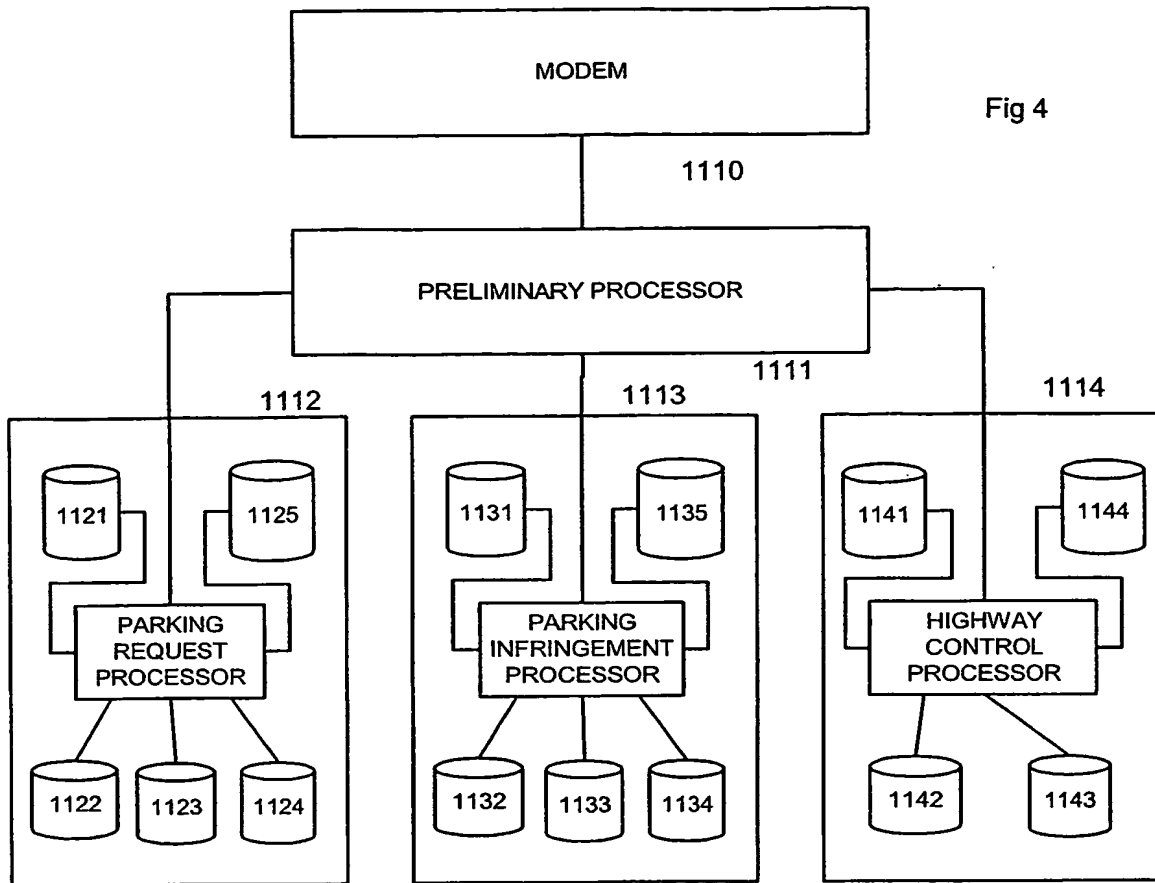 MODEM
Fig 4
1110
PRELIMINARY PROCESSOR
1111
1112
1113
1114
1121
1125
1131
1135
1141
1144
PARKING
REQUEST
PROCESSOR
PARKING
INFRINGEMENT
PROCESSOR
HIGHWAY
CONTROL
PROCESSOR
1122
1123
1124
1132
1133
1134
1142
1143